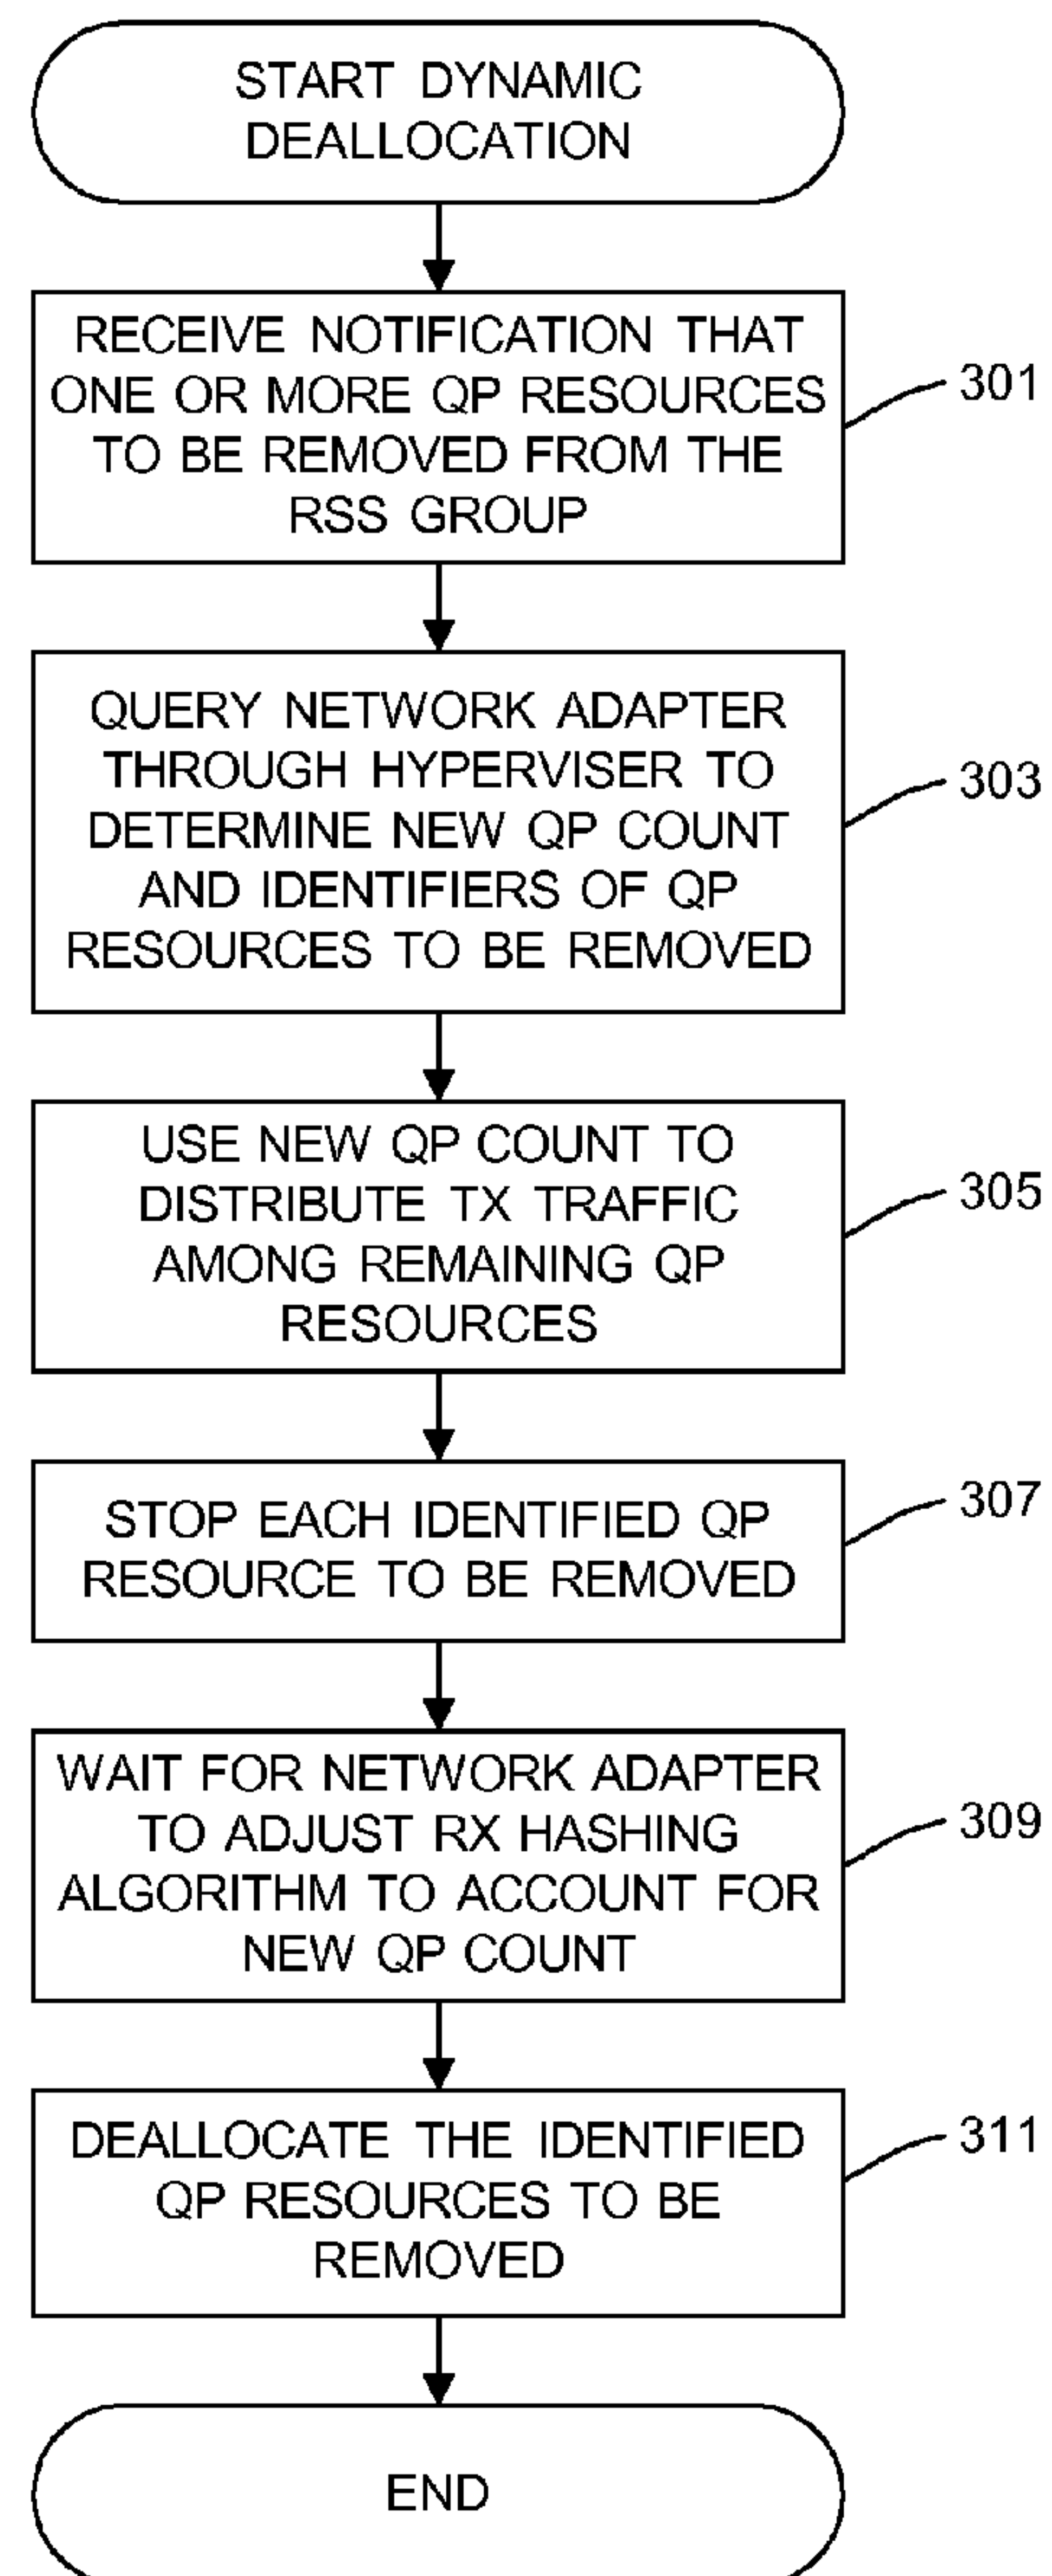 START DYNAMIC
DEALLOCATION
RECEIVE NOTIFICATION THAT
ONE OR MORE QP RESOURCES
TO BE REMOVED FROM THE
RSS GROUP
301
QUERY NETWORK ADAPTER
THROUGH HYPERVISER TO
DETERMINE NEW QP COUNT
AND IDENTIFIERS OF QP
RESOURCES TO BE REMOVED
303
USE NEW QP COUNT TO
DISTRIBUTE TX TRAFFIC
AMONG REMAINING QP
RESOURCES
305
STOP EACH IDENTIFIED QP
RESOURCE TO BE REMOVED
307
WAIT FOR NETWORK ADAPTER
TO ADJUST RX HASHING
ALGORITHM TO ACCOUNT FOR
NEW QP COUNT
309
DEALLOCATE THE IDENTIFIED
QP RESOURCES TO BE
REMOVED
311
END